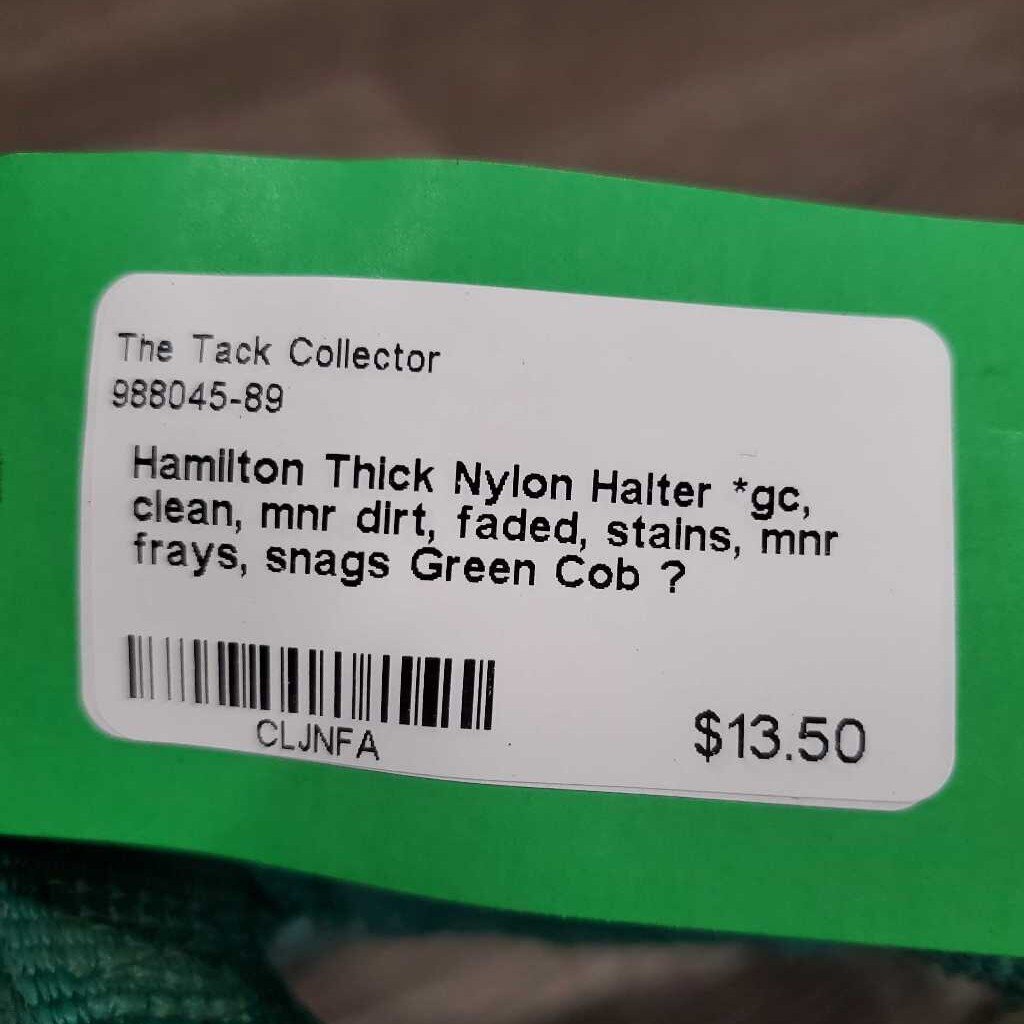 The Tack Collector
988045-89
Hamilton Thick Nylon Halter *gc,
clean, mnr dirt, faded, stains, mnr
frays, snags Green Cob ?
CLJNFA
$13.50